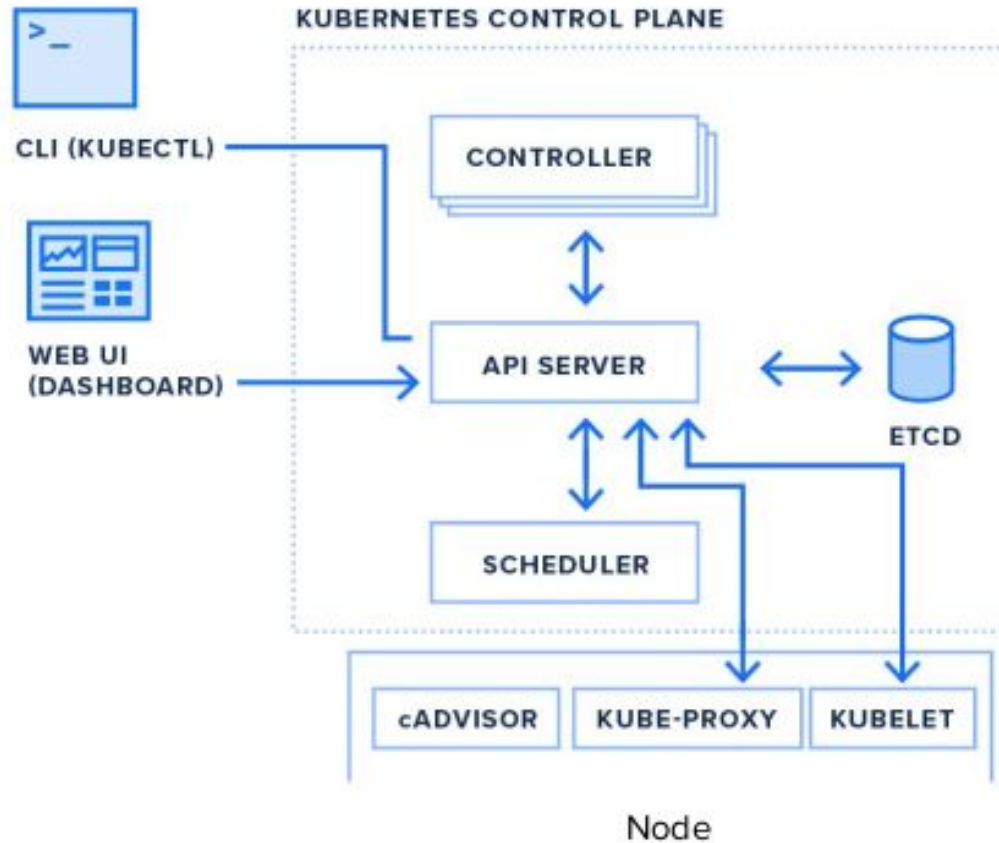 KUBERNETES CONTROL PLANE
>_
CLI (KUBECTL)
CONTROLLER
WEB UI
(DASHBOARD)
API SERVER
ETCD
SCHEDULER
cADVISOR
KUBE-PROXY
KUBELET
Node